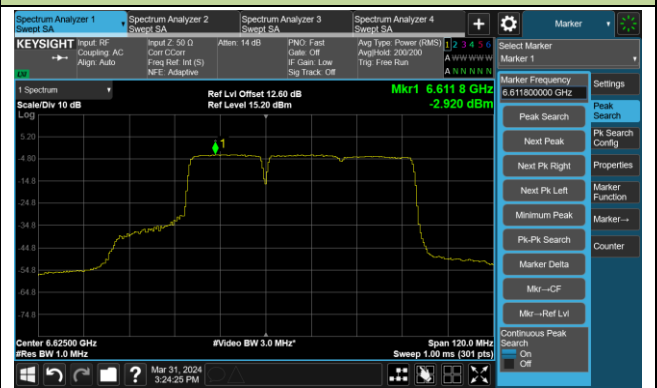 Spectrum Analyzer 1
Swept SA
Spectrum Analyzer 2
Swept SA
Spectrum Analyzer 3
Swept SA
Spectrum Analyzer 4
Swept SA
+
Marker
KEYSIGHT
Input: RF
Coupling: AC
Align: Auto
Input Z: 50 Ω
Corr CCorr
Freq Ref: Int (S)
NFE: Adaptive
Atten: 14 dB
PNO: Fast
Gate: Off
IF Gain: Low
Sig Track: Off
Avg Type: Power (RMS)
Avg|Hold: 200/200
Trig: Free Run
1 2 3 4 5 6
A W W W W W
A N N N N N
Select Marker
Marker 1
1 Spectrum
Scale/Div 10 dB
Log
Ref Lvl Offset 12.60 dB
Ref Level 15.20 dBm
Mkr1 6.611 8 GHz
-2.920 dBm
1
5.20
-4.80
-14.8
-24.8
-34.8
-44.8
-54.8
-64.8
-74.8
Center 6.62500 GHz
#Res BW 1.0 MHz
#Video BW 3.0 MHz*
Span 120.0 MHz
Sweep 1.00 ms (301 pts)
Marker Frequency
6.611800000 GHz
Peak Search
Next Peak
Next Pk Right
Next Pk Left
Minimum Peak
Pk-Pk Search
Marker Delta
Mkr→CF
Mkr→Ref Lvl
Continuous Peak
Search
On
Off
Settings
Peak
Search
Pk Search
Config
Properties
Marker
Function
Marker→
Counter
?
Mar 31, 2024
3:24:25 PM